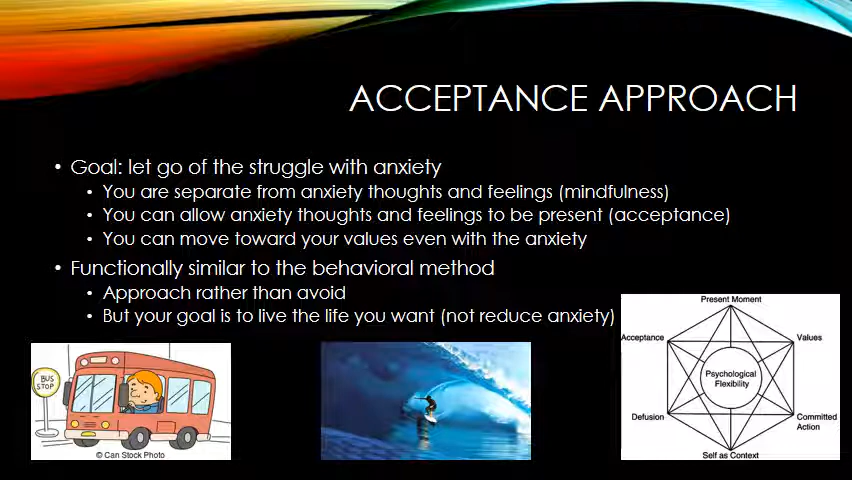 ACCEPTANCE APPROACH
• Goal: let go of the struggle with anxiety
• You are separate from anxiety thoughts and feelings (mindfulness)
• You can allow anxiety thoughts and feelings to be present (acceptance)
• You can move toward your values even with the anxiety
• Functionally similar to the behavioral method
• Approach rather than avoid
• But your goal is to live the life you want (not reduce anxiety)
BUS
STOP
© Can Stock Photo
Present Moment
Acceptance
Values
Psychological
Flexibility
Defusion
Committed
Action
Self as Context